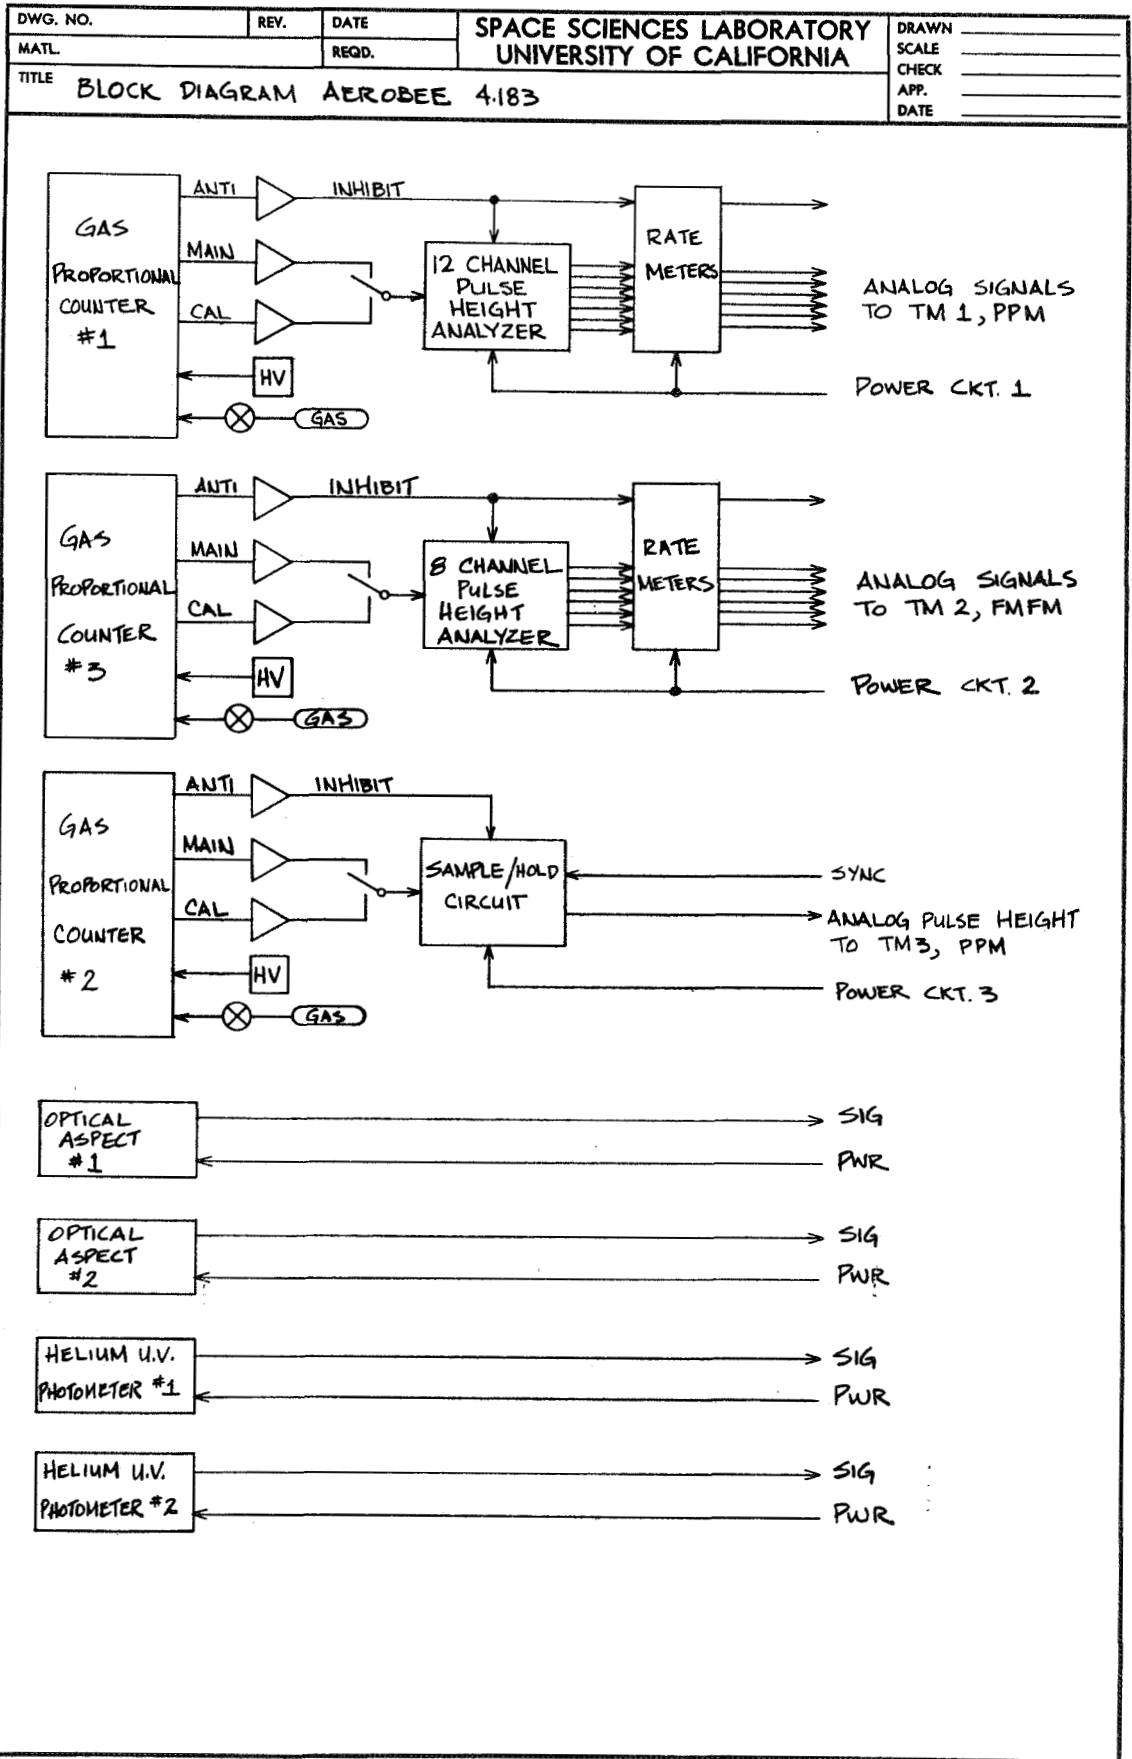 DWG. NO.
REV.
DATE
SPACE SCIENCES LABORATORY
UNIVERSITY OF CALIFORNIA
DRAWN
SCALE
CHECK
APP.
DATE
MATL.
REQD.
TITLE BLOCK DIAGRAM AEROBEE 4.183
GAS
PROPORTIONAL
COUNTER
#1
ANTI
INHIBIT
MAIN
CAL
HV
GAS
12 CHANNEL
PULSE
HEIGHT
ANALYZER
RATE
METERS
ANALOG SIGNALS
TO TM 1, PPM
POWER CKT. 1
GAS
PROPORTIONAL
COUNTER
#3
ANTI
INHIBIT
MAIN
CAL
HV
GAS
8 CHANNEL
PULSE
HEIGHT
ANALYZER
RATE
METERS
ANALOG SIGNALS
TO TM 2, FMFM
POWER CKT. 2
GAS
PROPORTIONAL
COUNTER
#2
ANTI
INHIBIT
MAIN
CAL
HV
GAS
SAMPLE/HOLD
CIRCUIT
SYNC
ANALOG PULSE HEIGHT
TO TM3, PPM
POWER CKT. 3
OPTICAL
ASPECT
#1
SIG
PWR
OPTICAL
ASPECT
#2
SIG
PWR
HELIUM U.V.
PHOTOMETER #1
SIG
PWR
HELIUM U.V.
PHOTOMETER #2
SIG
PWR